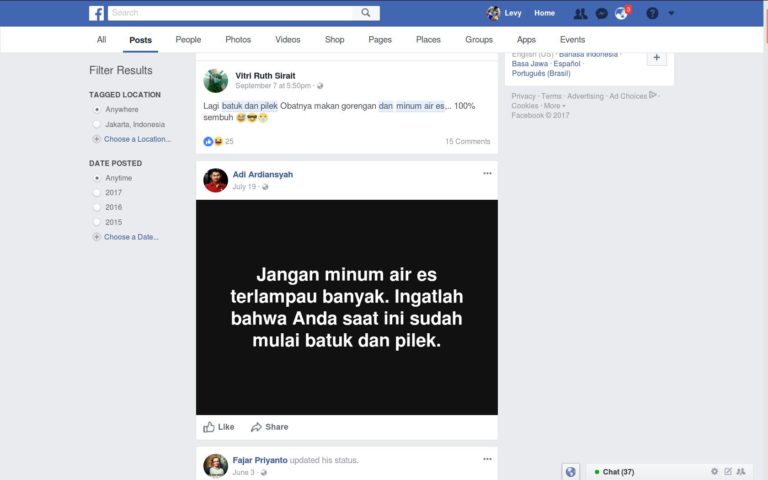 f
Search
Levy
Home
3
?
All
Posts
People
Photos
Videos
Shop
Pages
Places
Groups
Apps
Events
Filter Results
TAGGED LOCATION
Anywhere
Jakarta, Indonesia
Choose a Location...
DATE POSTED
Anytime
2017
2016
2015
Choose a Date...
Vitri Ruth Sirait
September 7 at 5:50pm ·
Lagi batuk dan pilek Obatnya makan gorengan dan minum air es... 100%
sembuh 😅😎😷
25
15 Comments
Adi Ardiansyah
July 19 ·
Jangan minum air es
terlampau banyak. Ingatlah
bahwa Anda saat ini sudah
mulai batuk dan pilek.
Like
Share
Fajar Priyanto updated his status.
June 3 ·
English (US) · Bahasa Indonesia ·
Basa Jawa · Español ·
Português (Brasil)
+
Privacy · Terms · Advertising · Ad Choices
Cookies · More
Facebook © 2017
Chat (37)